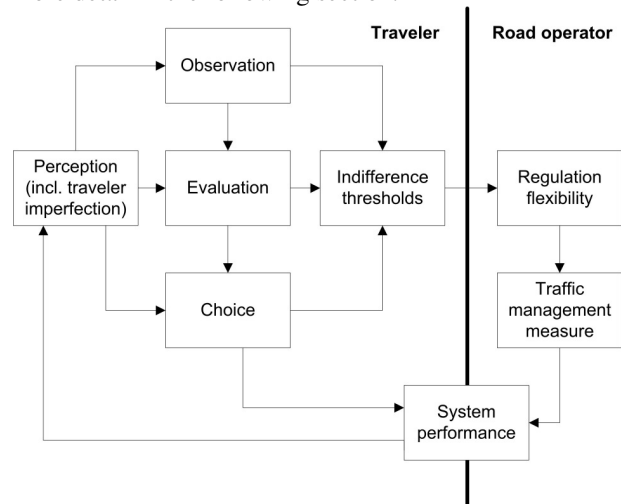 Traveler
Road operator
Observation
Perception
(incl. traveler
imperfection)
Evaluation
Indifference
thresholds
Regulation
flexibility
Choice
Traffic
management
measure
System
performance